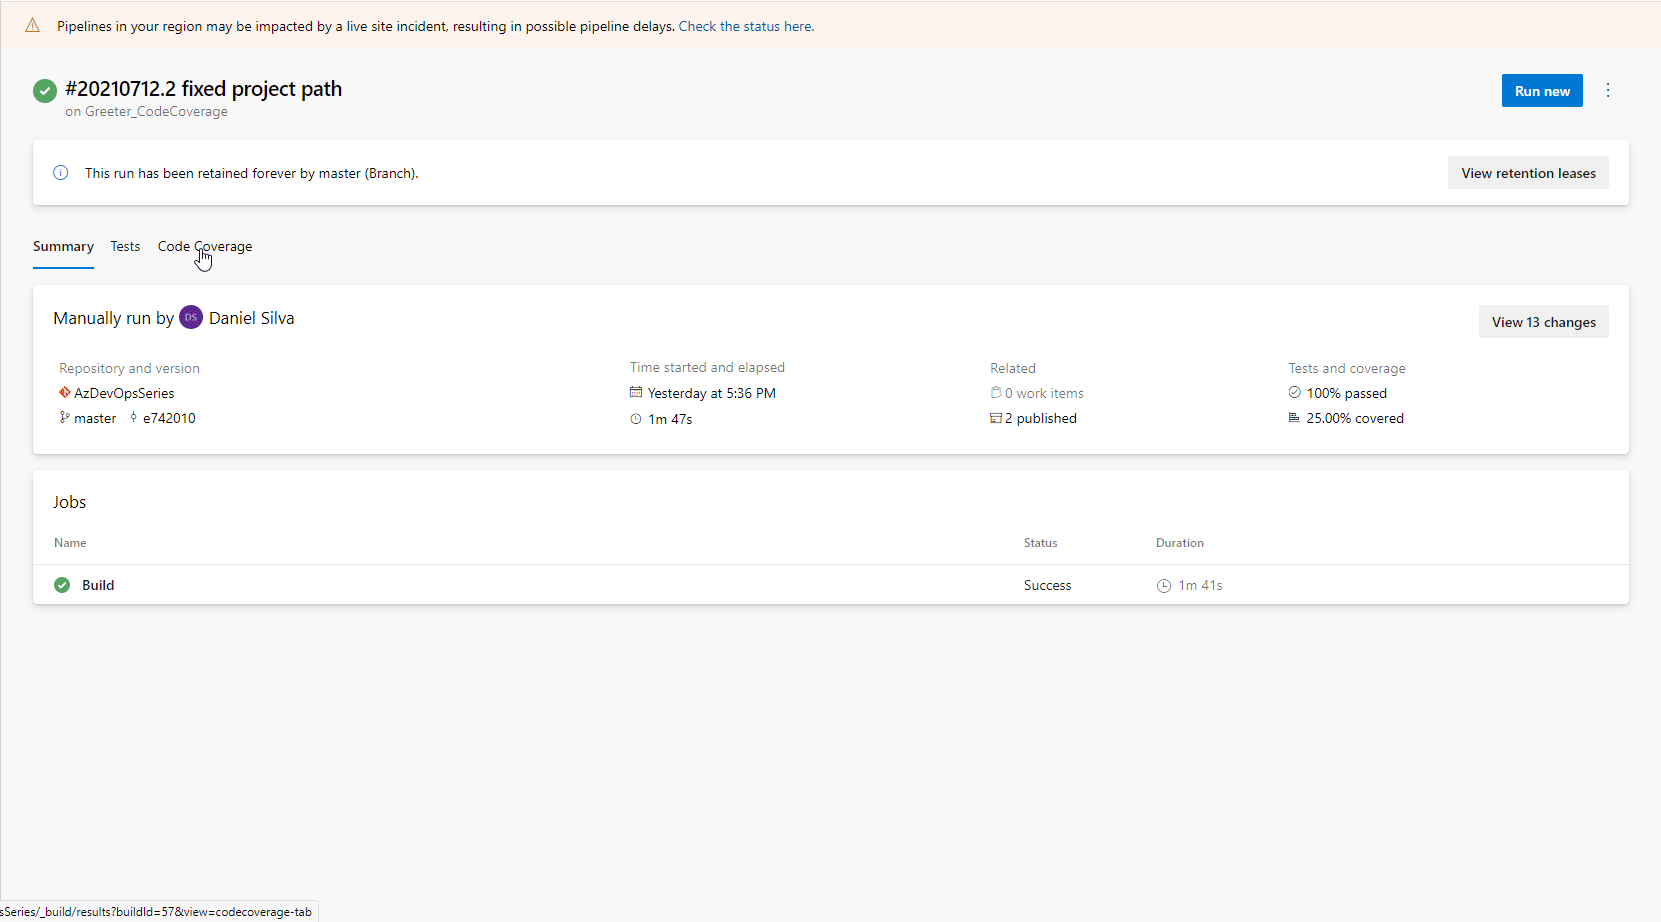 Pipelines in your region may be impacted by a live site incident, resulting in possible pipeline delays. Check the status here.
#20210712.2 fixed project path
on Greeter_CodeCoverage
Run new
This run has been retained forever by master (Branch).
View retention leases
Summary Tests Code Coverage
Manually run by DS Daniel Silva
View 13 changes
Repository and version Time started and elapsed Related Tests and coverage
AzDevOpsSeries Yesterday at 5:36 PM 0 work items 100% passed
master e742010 1m 47s 2 published 25.00% covered
Jobs
Name Status Duration
Build Success 1m 41s
sSeries/_build/results?buildId=57&view=codecoverage-tab